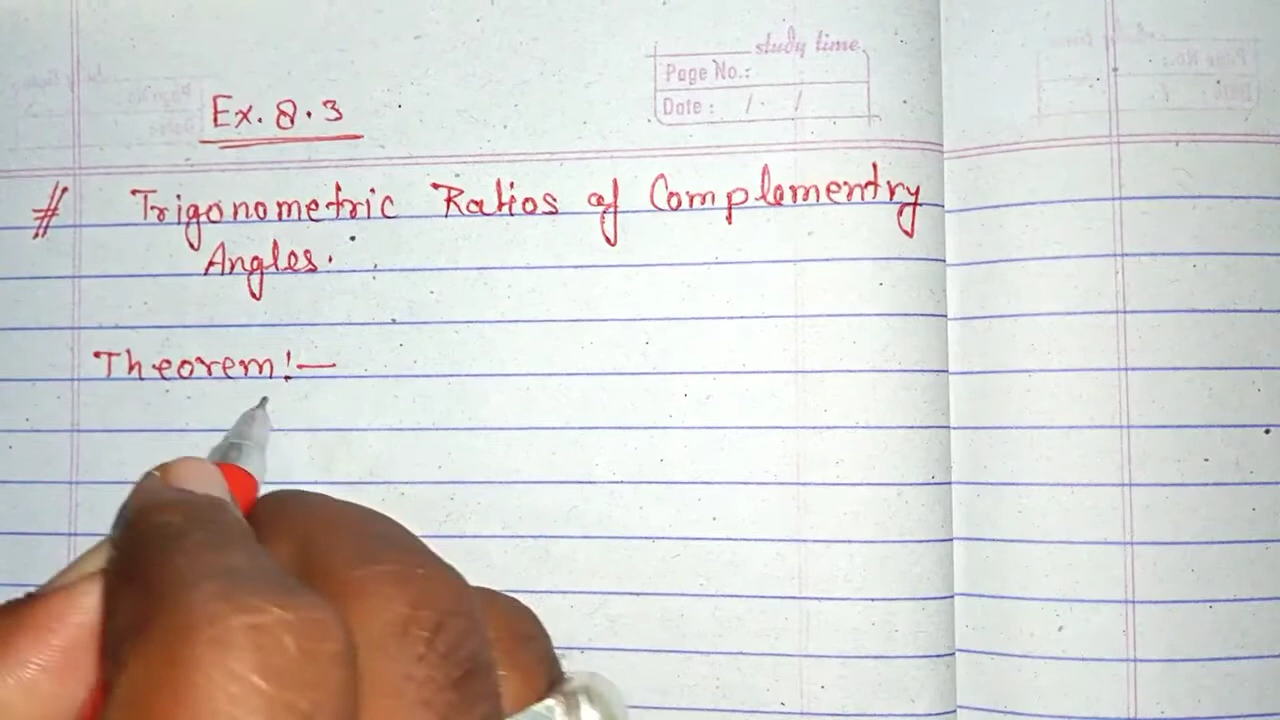 study time
Page No.:
Date : / /
Ex. 8.3
# Trigonometric Ratios of Complementry
Angles.
Theorem:—